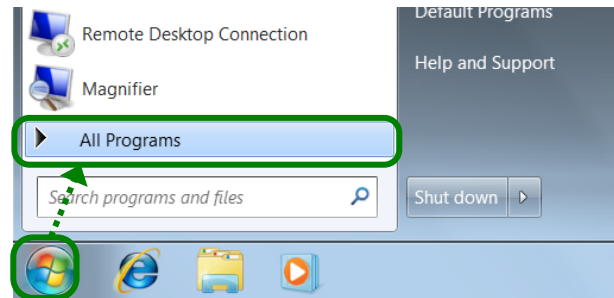 Remote Desktop Connection
Magnifier
All Programs
Search programs and files
Default Programs
Help and Support
Shut down